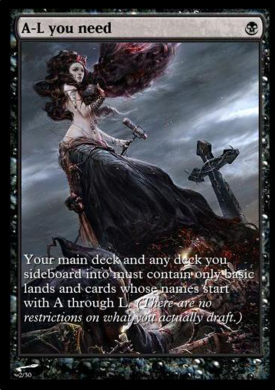 A-L you need
Your main deck and any deck you
sideboard into must contain only basic
lands and cards whose names start
with A through L. (There are no
restrictions on what you actually draft.)